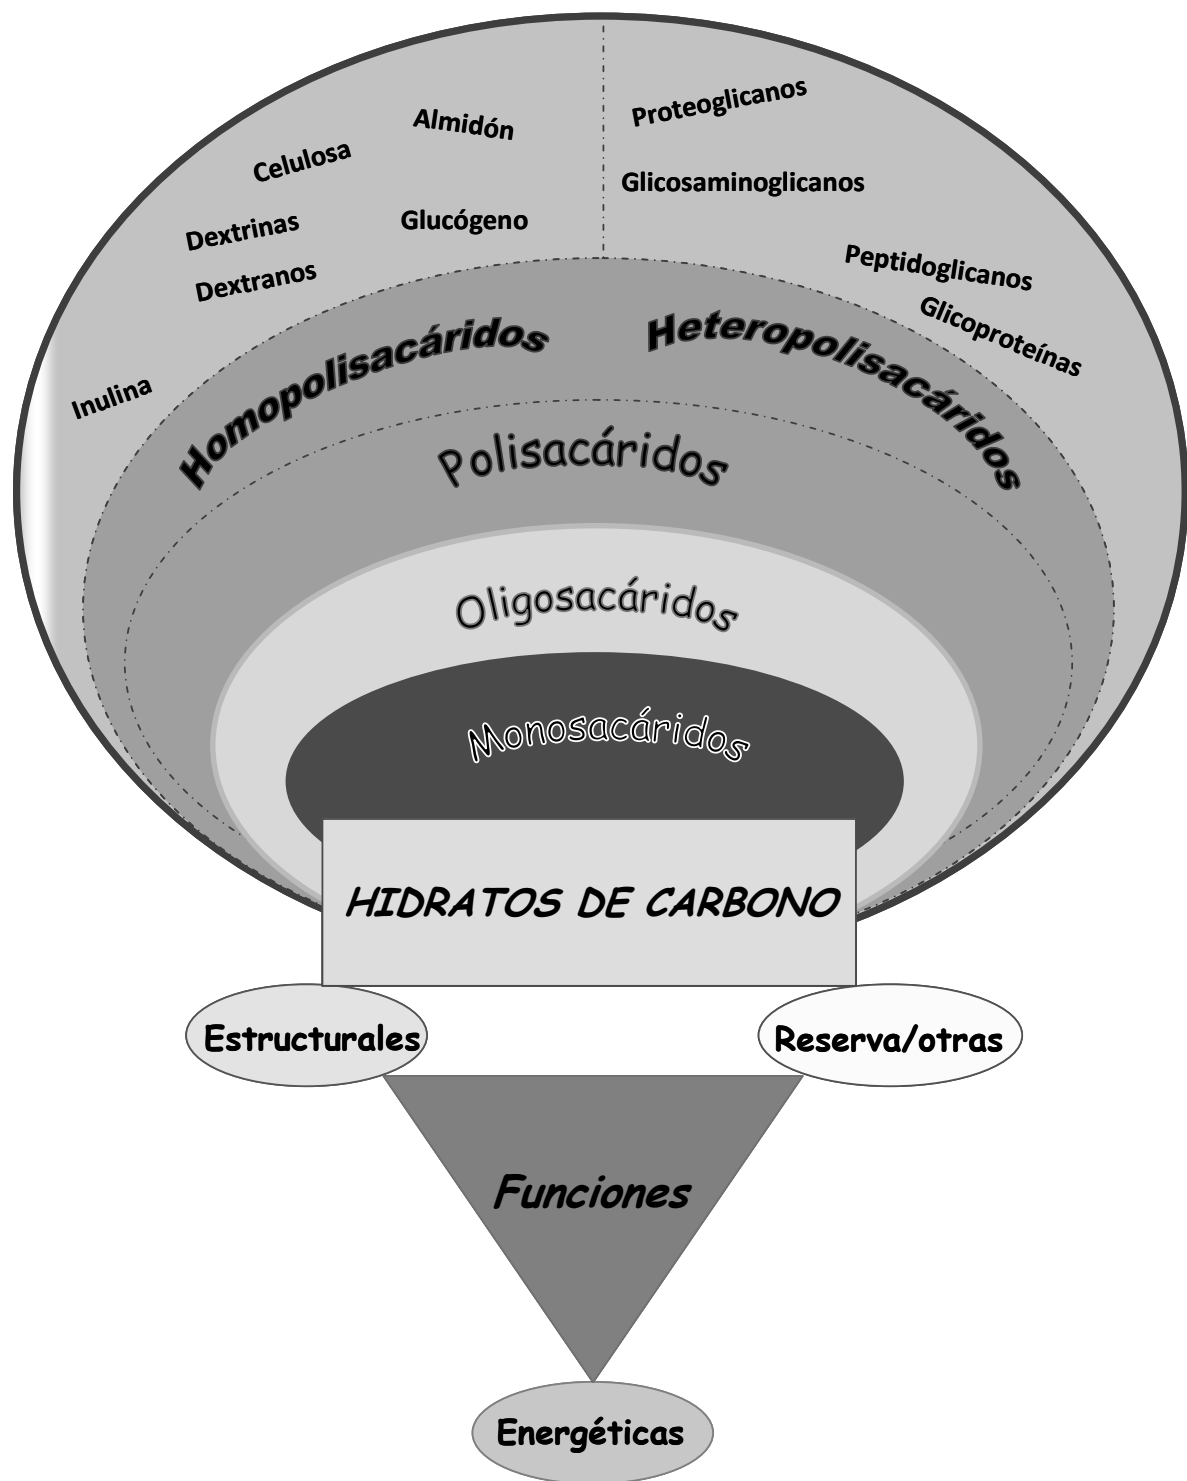 Almidón
Proteoglicanos
Celulosa
Glicosaminoglicanos
Dextrinas
Glucógeno
Dextranos
Peptidoglicanos
Glicoproteínas
Inulina
Homopolisacáridos
Heteropolisacáridos
Polisacáridos
Oligosacáridos
Monosacáridos
HIDRATOS DE CARBONO
Estructurales
Reserva/otras
Funciones
Energéticas